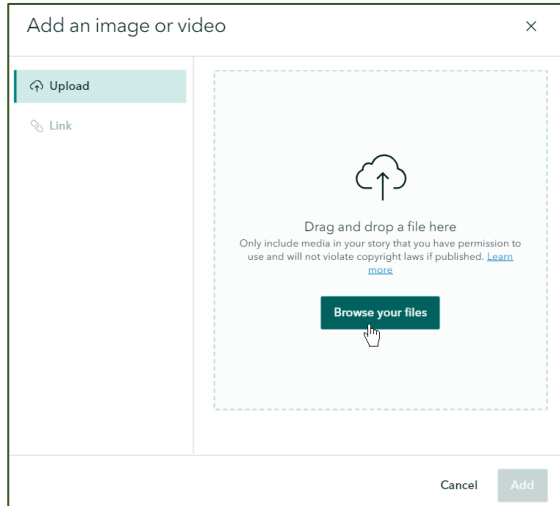 Add an image or video
Upload
Link
Drag and drop a file here
Only include media in your story that you have permission to
use and will not violate copyright laws if published. Learn
more
Browse your files
Cancel
Add